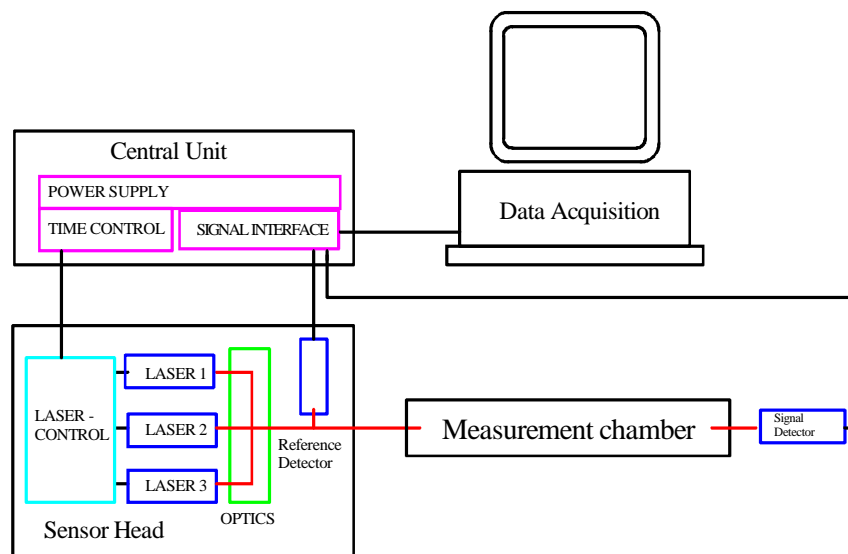 Central Unit
POWER SUPPLY
TIME CONTROL
SIGNAL INTERFACE
Data Acquisition
LASER 1
LASER -
CONTROL
LASER 2
LASER 3
Reference
Detector
OPTICS
Sensor Head
Measurement chamber
Signal
Detector